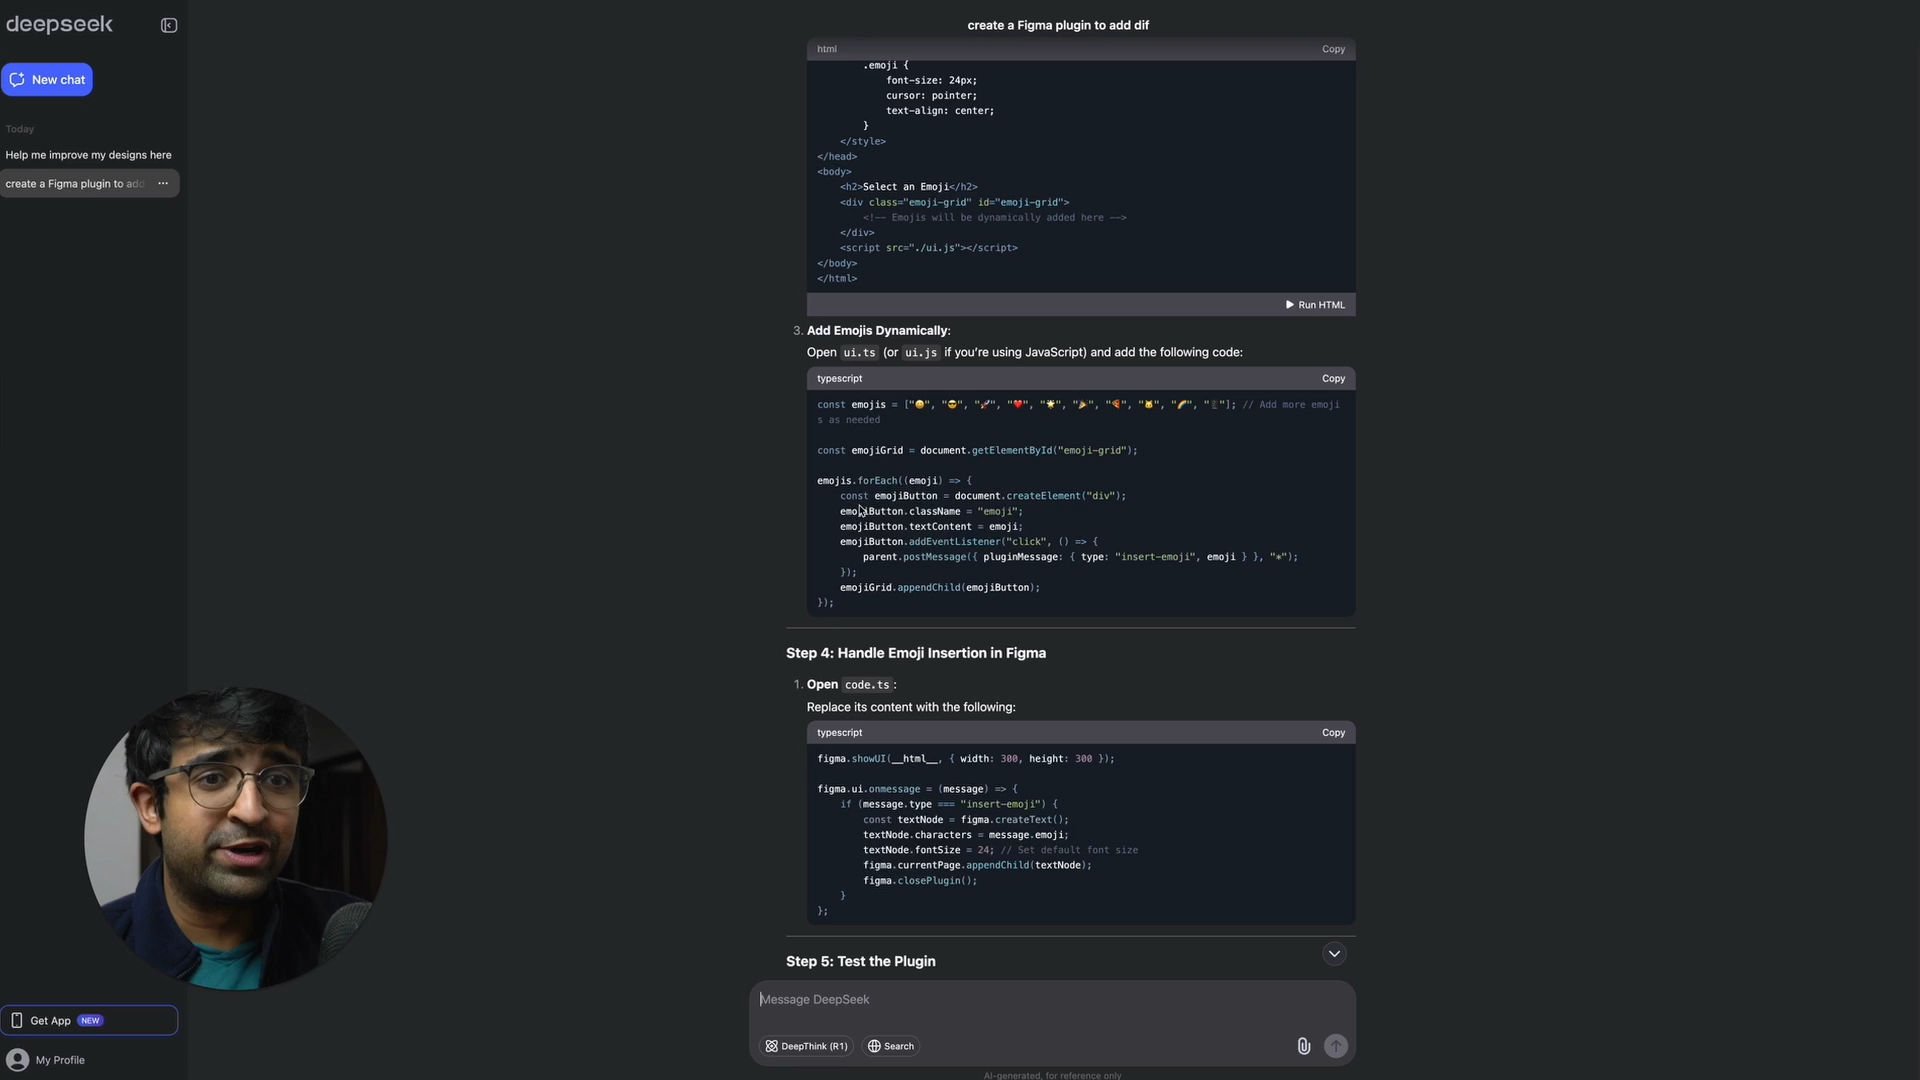 deepseek
New chat
Today
Help me improve my designs here
create a Figma plugin to add
Get App NEW
My Profile
create a Figma plugin to add dif
html Copy
.emoji {
font-size: 24px;
cursor: pointer;
text-align: center;
}
</style>
</head>
<body>
<h2>Select an Emoji</h2>
<div class="emoji-grid" id="emoji-grid">
<!-- Emojis will be dynamically added here -->
</div>
<script src="./ui.js"></script>
</body>
</html>
Run HTML
3. Add Emojis Dynamically:
Open ui.ts (or ui.js if you're using JavaScript) and add the following code:
typescript Copy
const emojis = ["😀", "😎", "🚀", "❤️", "🌟", "🎉", "🍕", "🐱", "🌈", "📱"]; // Add more emoji
s as needed
const emojiGrid = document.getElementById("emoji-grid");
emojis.forEach((emoji) => {
const emojiButton = document.createElement("div");
emojiButton.className = "emoji";
emojiButton.textContent = emoji;
emojiButton.addEventListener("click", () => {
parent.postMessage({ pluginMessage: { type: "insert-emoji", emoji } }, "*");
});
emojiGrid.appendChild(emojiButton);
});
Step 4: Handle Emoji Insertion in Figma
1. Open code.ts:
Replace its content with the following:
typescript Copy
figma.showUI(__html__, { width: 300, height: 300 });
figma.ui.onmessage = (message) => {
if (message.type === "insert-emoji") {
const textNode = figma.createText();
textNode.characters = message.emoji;
textNode.fontSize = 24; // Set default font size
figma.currentPage.appendChild(textNode);
figma.closePlugin();
}
};
Step 5: Test the Plugin
Message DeepSeek
DeepThink (R1) Search
AI-generated, for reference only